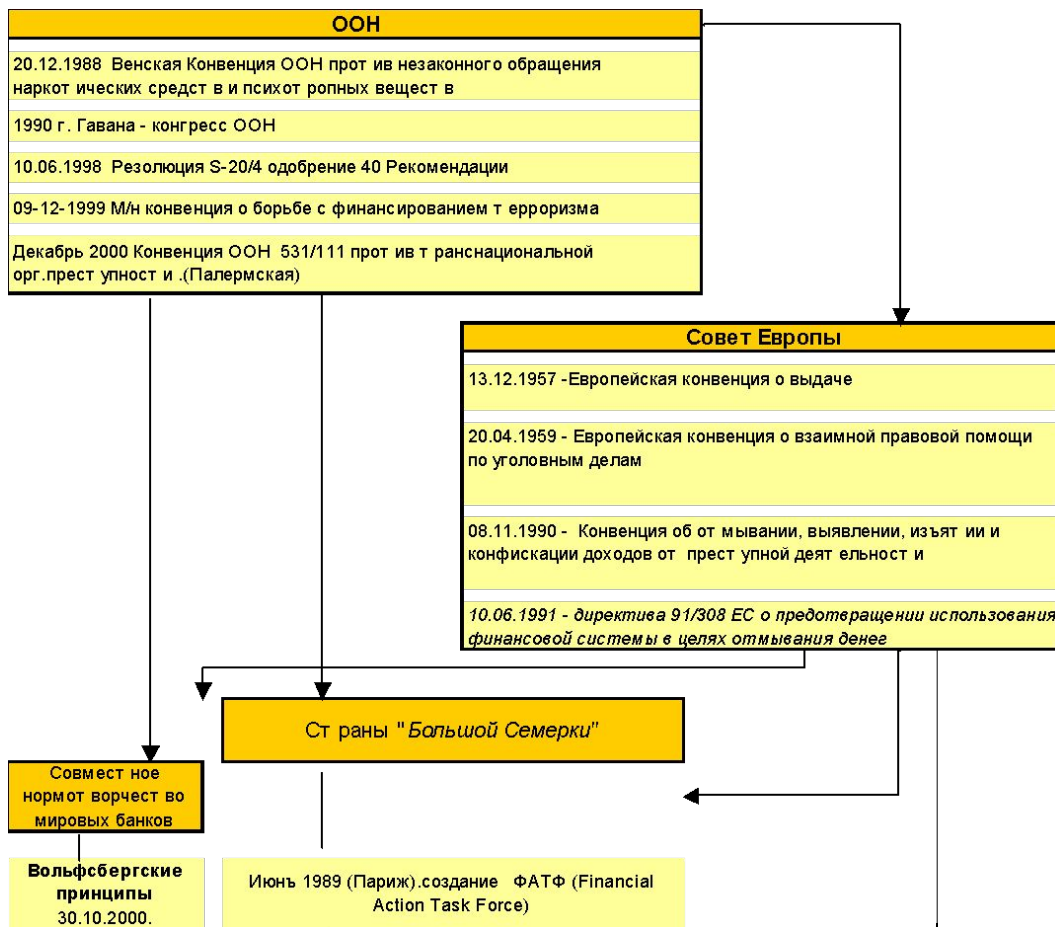 ООН
20.12.1988 Венская Конвенция ООН прот ив незаконного обращения
наркот ических средст в и психот ропных вещест в
1990 г. Гавана - конгресс ООН
10.06.1998 Резолюция S-20/4 одобрение 40 Рекомендации
09-12-1999 М/н конвенция о борьбе с финансированием т ерроризма
Декабрь 2000 Конвенция ООН 531/111 прот ив т ранснациональной
орг.прест упност и .(Палермская)
Совет Европы
13.12.1957 -Европейская конвенция о выдаче
20.04.1959 - Европейская конвенция о взаимной правовой помощи
по уголовным делам
08.11.1990 - Конвенция об от мывании, выявлении, изъят ии и
конфискации доходов от прест упной деят ельност и
10.06.1991 - директива 91/308 ЕС о предотвращении использования
финансовой системы в целях отмывания денег
Ст раны "Большой Семерки"
Совмест ное
нормот ворчест во
мировых банков
Вольфсбергские
принципы
30.10.2000.
Июнъ 1989 (Париж).создание ФАТФ (Financial
Action Task Force)